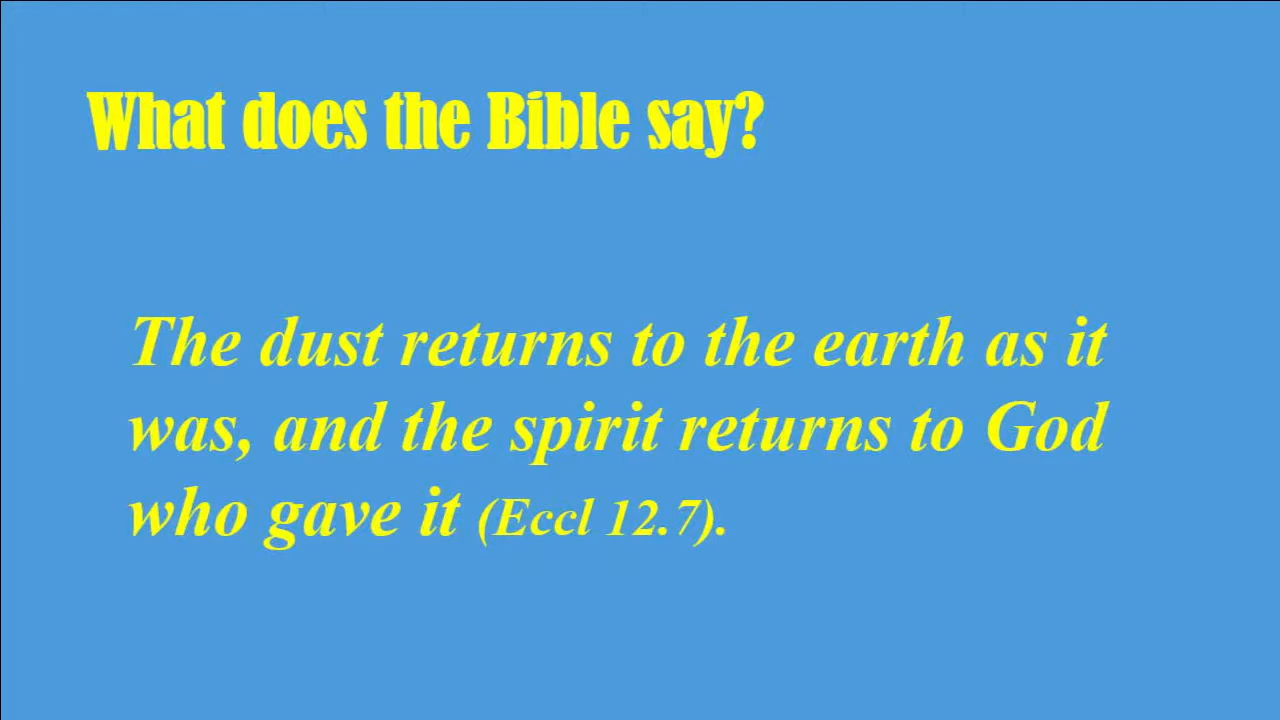 What does the Bible say?
The dust returns to the earth as it
was, and the spirit returns to God
who gave it (Eccl 12.7).